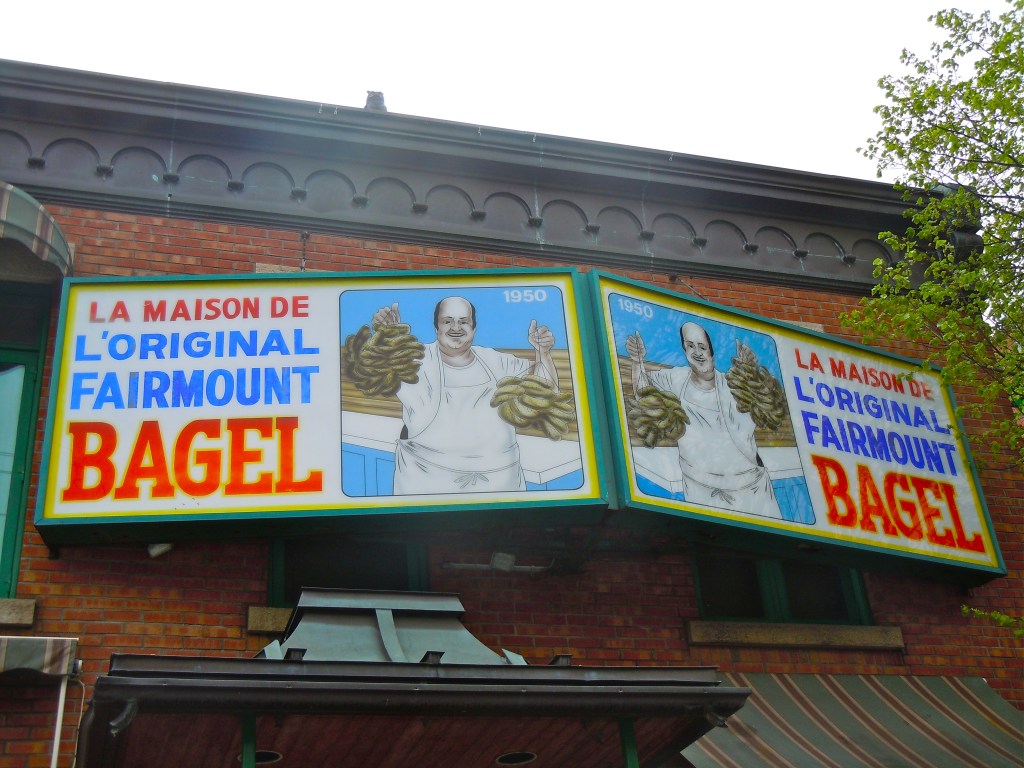 LA MAISON DE
L'ORIGINAL
FAIRMOUNT
BAGEL
1950
1950
LA MAISON DE
L'ORIGINAL
FAIRMOUNT
BAGEL